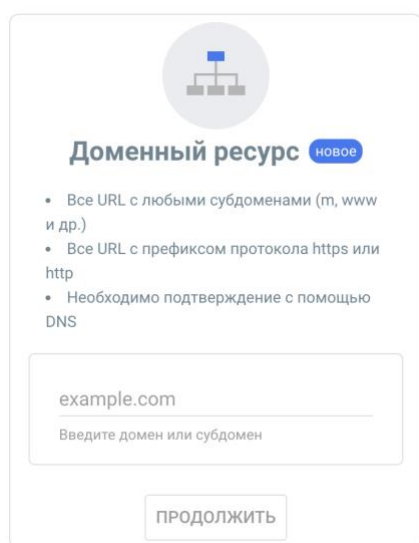 Доменный ресурс новое
• Все URL с любыми субдоменами (m, www
и др.)
• Все URL с префиксом протокола https или
http
• Необходимо подтверждение с помощью
DNS
example.com
Введите домен или субдомен
ПРОДОЛЖИТЬ